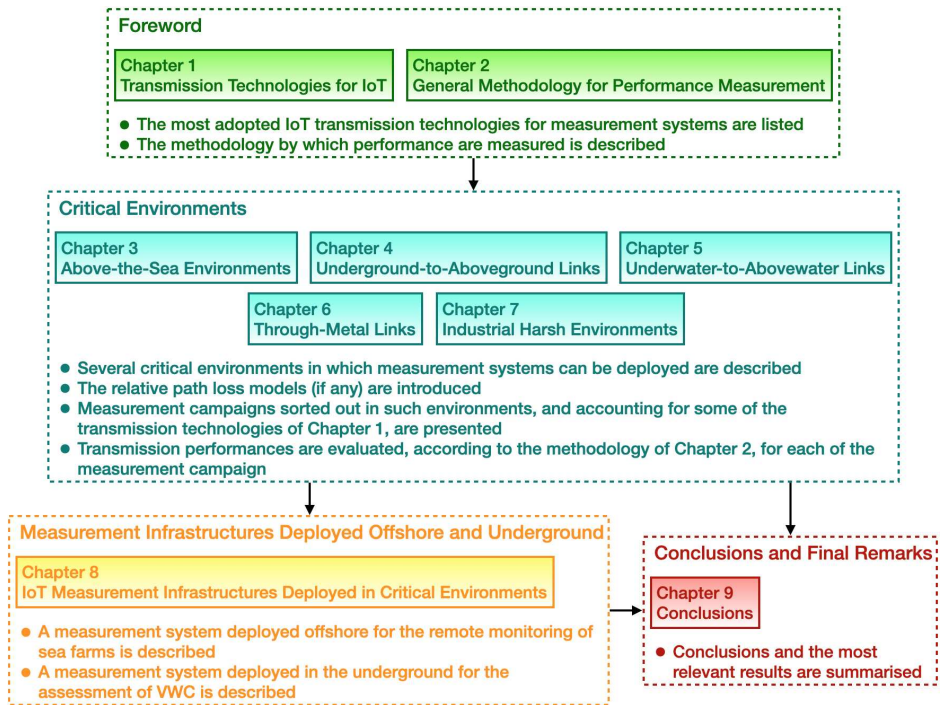 Foreword
Chapter 1
Transmission Technologies for IoT
Chapter 2
General Methodology for Performance Measurement
● The most adopted IoT transmission technologies for measurement systems are listed
● The methodology by which performance are measured is described
Critical Environments
Chapter 3
Above-the-Sea Environments
Chapter 4
Underground-to-Aboveground Links
Chapter 5
Underwater-to-Abovewater Links
Chapter 6
Through-Metal Links
Chapter 7
Industrial Harsh Environments
● Several critical environments in which measurement systems can be deployed are described
● The relative path loss models (if any) are introduced
● Measurement campaigns sorted out in such environments, and accounting for some of the
transmission technologies of Chapter 1, are presented
● Transmission performances are evaluated, according to the methodology of Chapter 2, for each of the
measurement campaign
Measurement Infrastructures Deployed Offshore and Underground
Chapter 8
IoT Measurement Infrastructures Deployed in Critical Environments
● A measurement system deployed offshore for the remote monitoring of
sea farms is described
● A measurement system deployed in the underground for the
assessment of VWC is described
Conclusions and Final Remarks
Chapter 9
Conclusions
● Conclusions and the most
relevant results are summarised